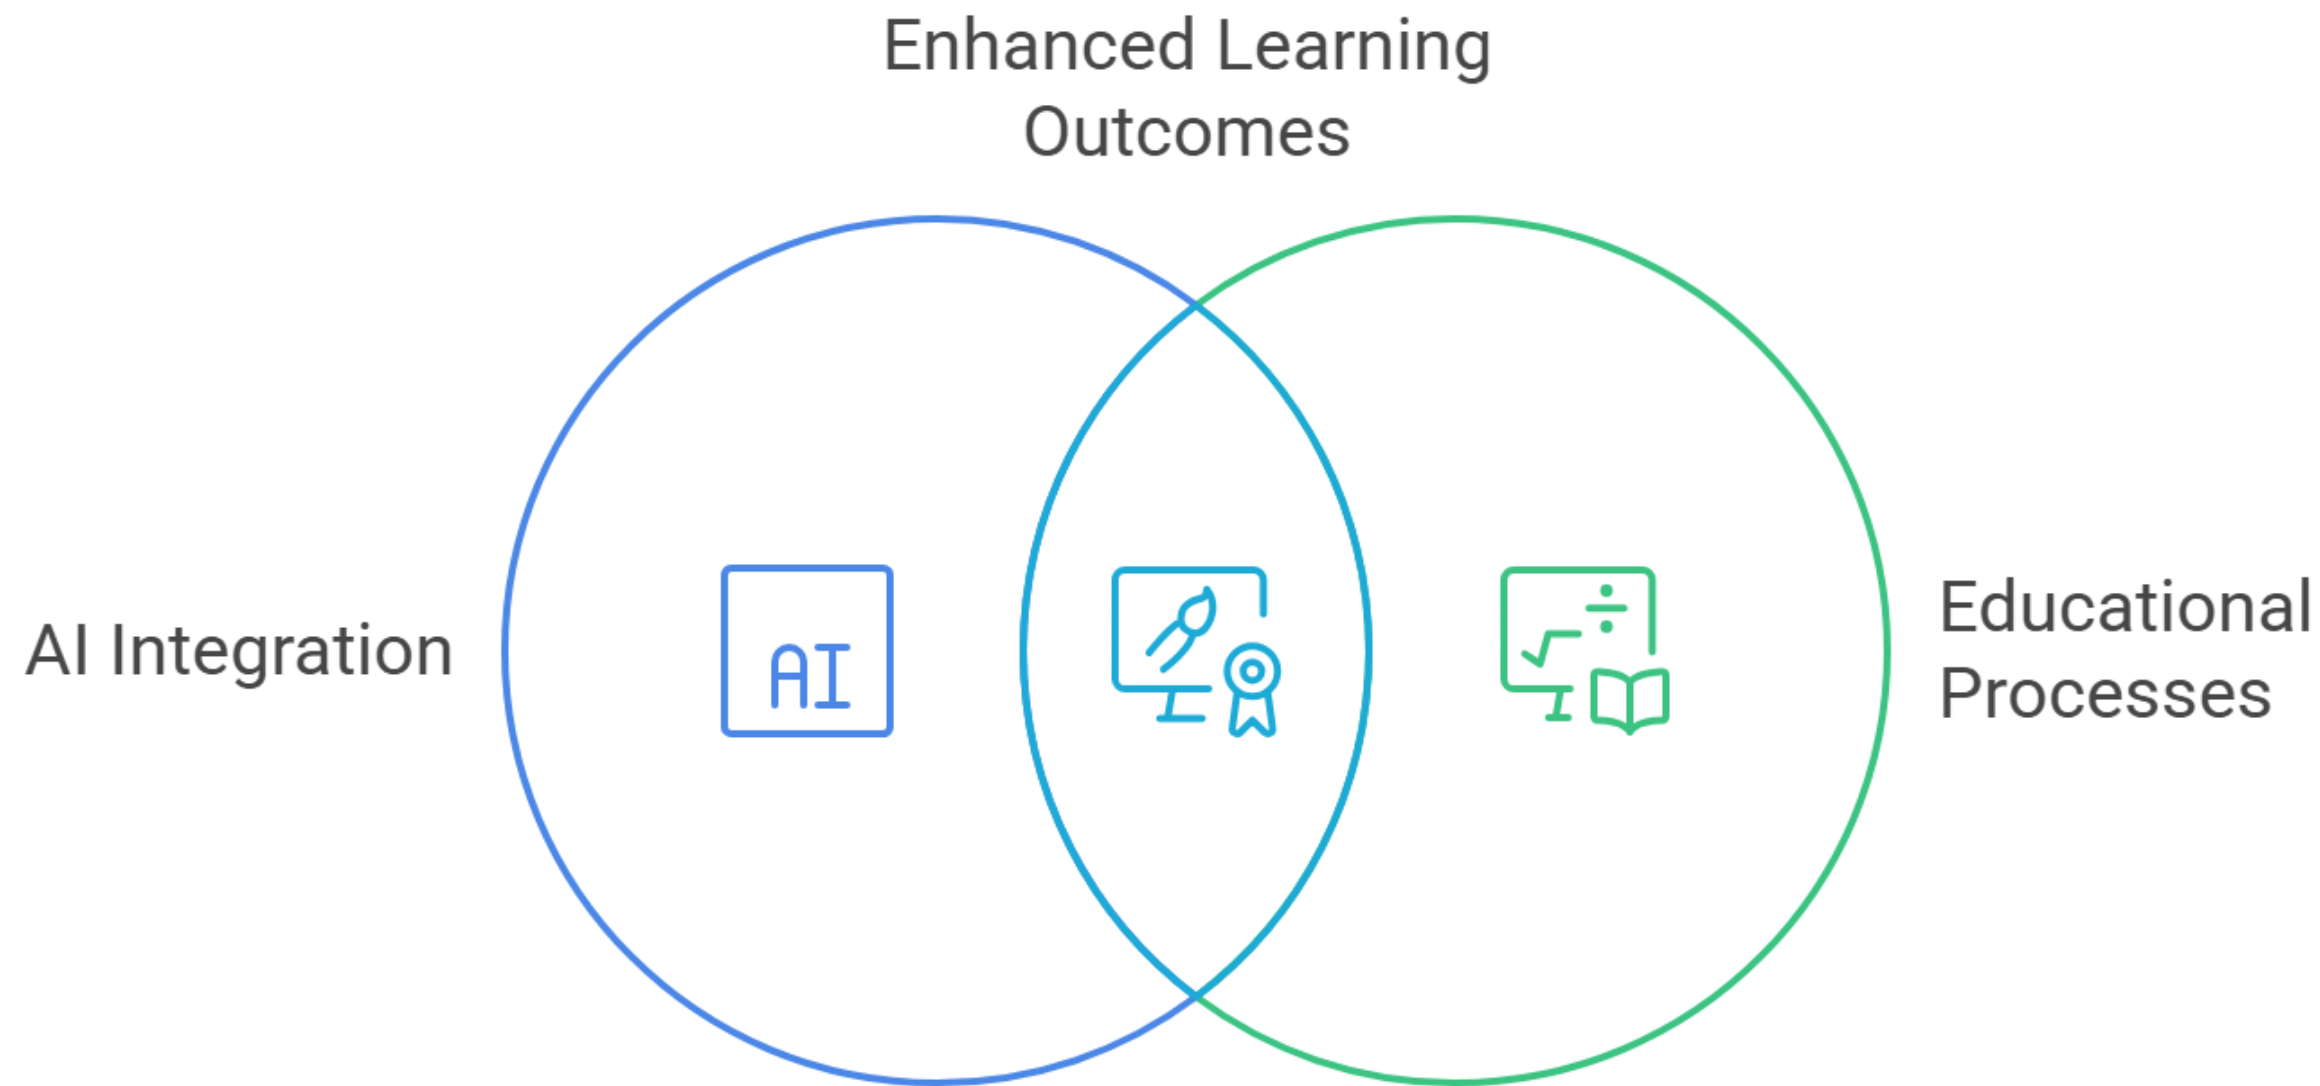 Enhanced Learning
Outcomes
AI Integration
AI
Educational
Processes